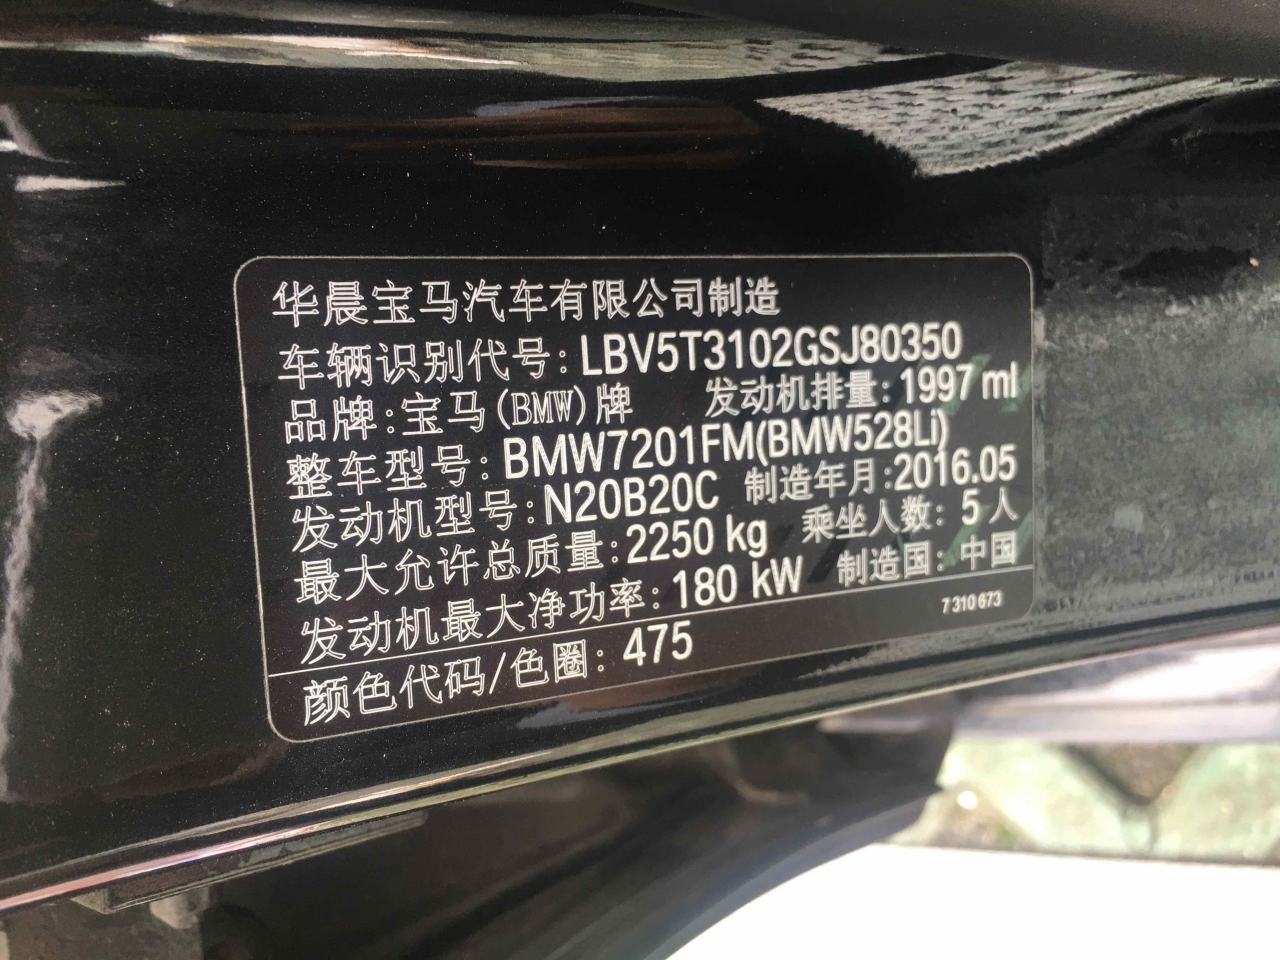 华晨宝马汽车有限公司制造
车辆识别代号: LBV5T3102GSJ80350
品牌:宝马(BMW)牌 发动机排量: 1997 ml
整车型号: BMW7201FM(BMW528Li)
发动机型号: N20B20C 制造年月:2016.05
最大允许总质量: 2250 kg 乘坐人数: 5 人
发动机最大净功率: 180 kW 制造国: 中国
颜色代码/色圈: 475 7 310 673